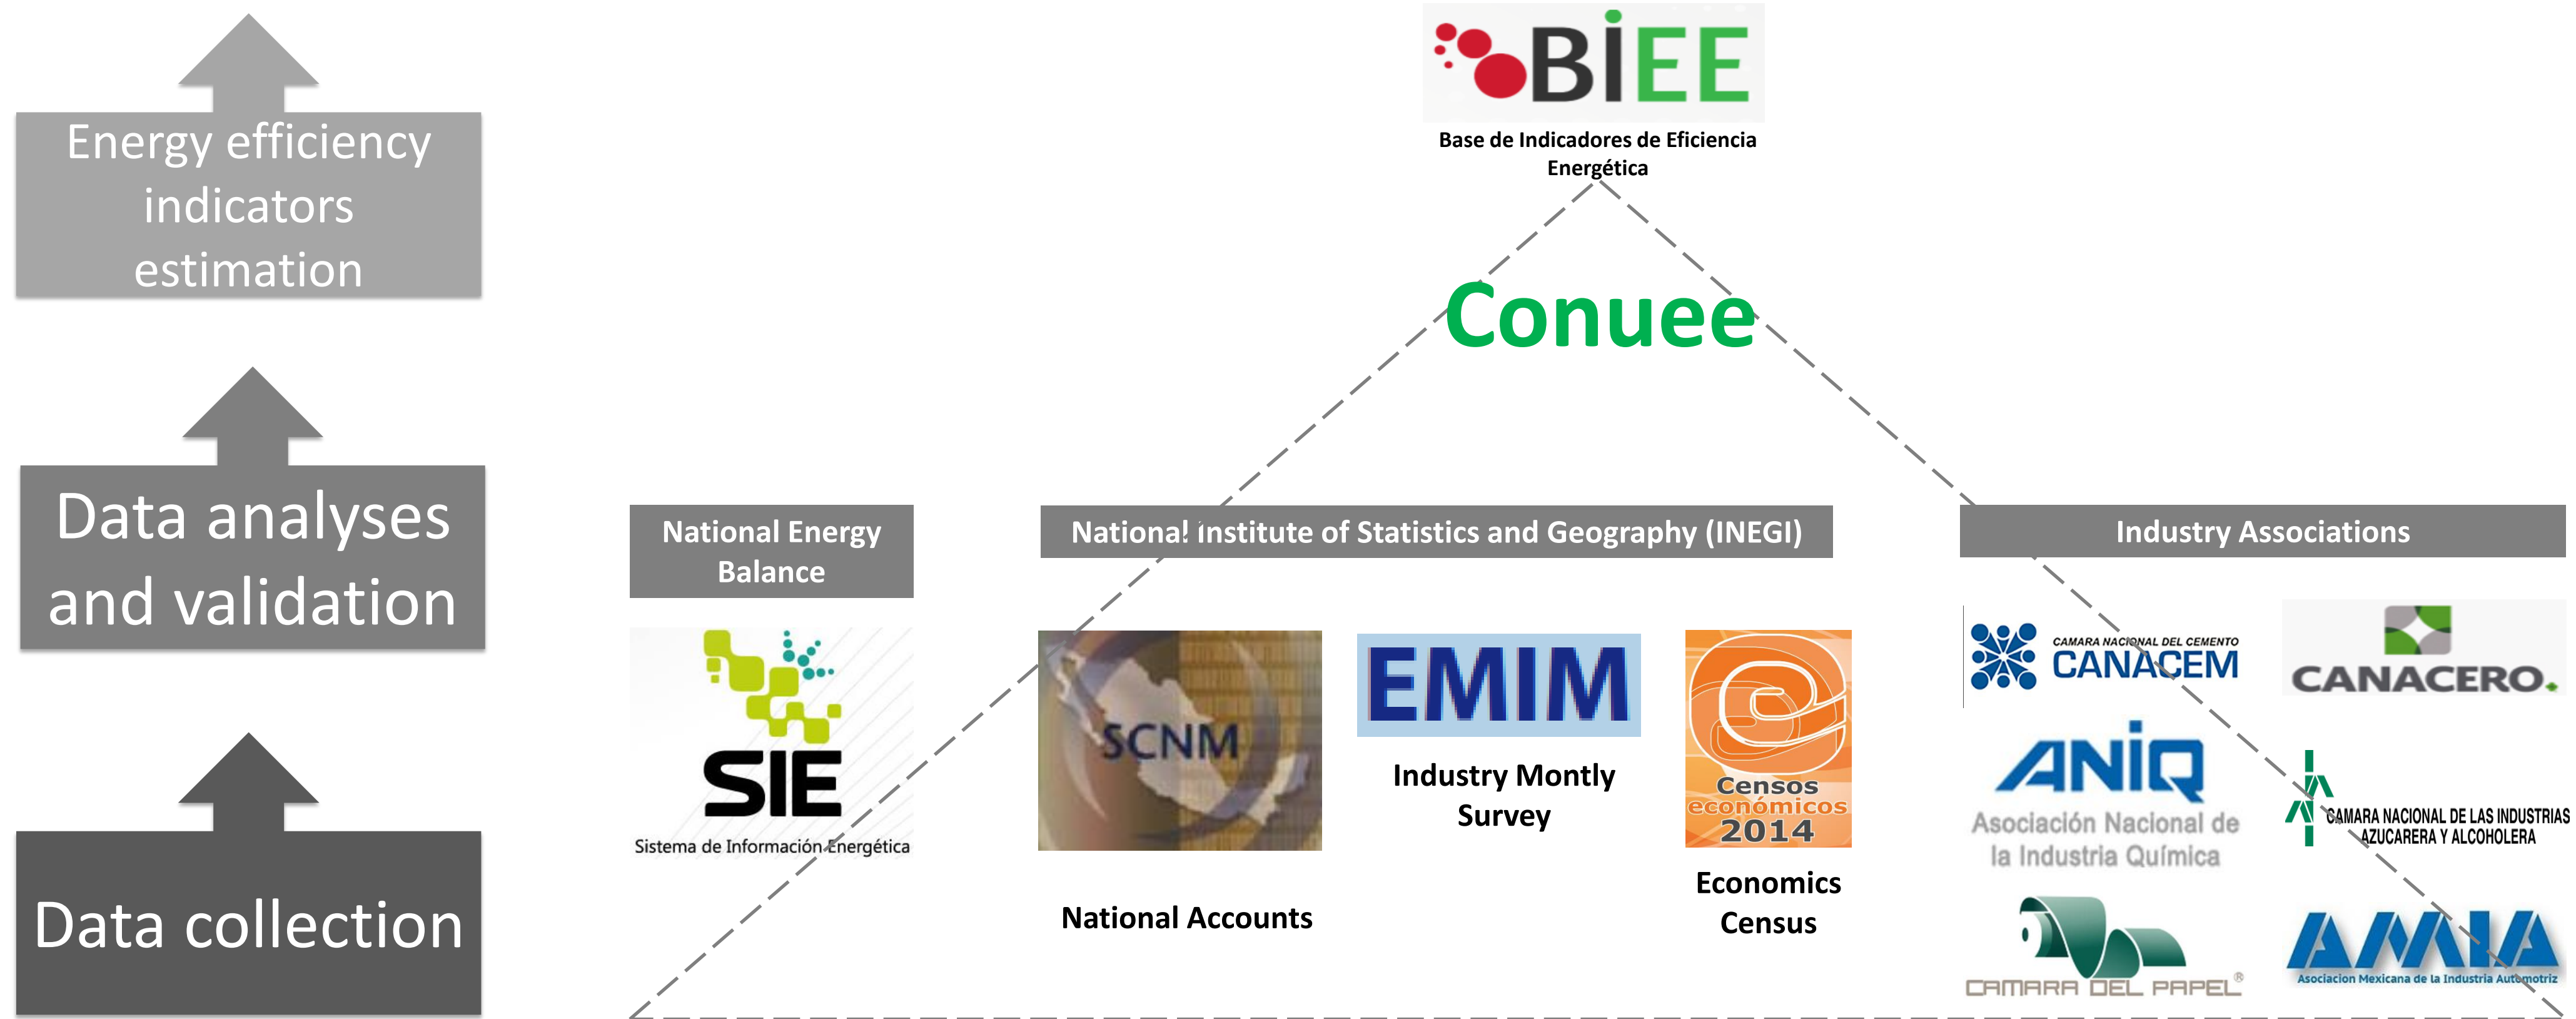 Energy efficiency
indicators
estimation
Data analyses
and validation
Data collection
BiEE
Base de Indicadores de Eficiencia
Energética
Conuee
National Energy
Balance
SIE
Sistema de Información Energética
National Institute of Statistics and Geography (INEGI)
SCNM
National Accounts
EMIM
Industry Montly
Survey
Censos
económicos
2014
Economics
Census
Industry Associations
CAMARA NACIONAL DEL CEMENTO
CANACEM
CANACERO.
ANiQ
Asociación Nacional de
la Industria Química
CAMARA NACIONAL DE LAS INDUSTRIAS
AZUCARERA Y ALCOHOLERA
CAMARA DEL PAPEL®
AMIA
Asociacion Mexicana de la Industria Automotriz